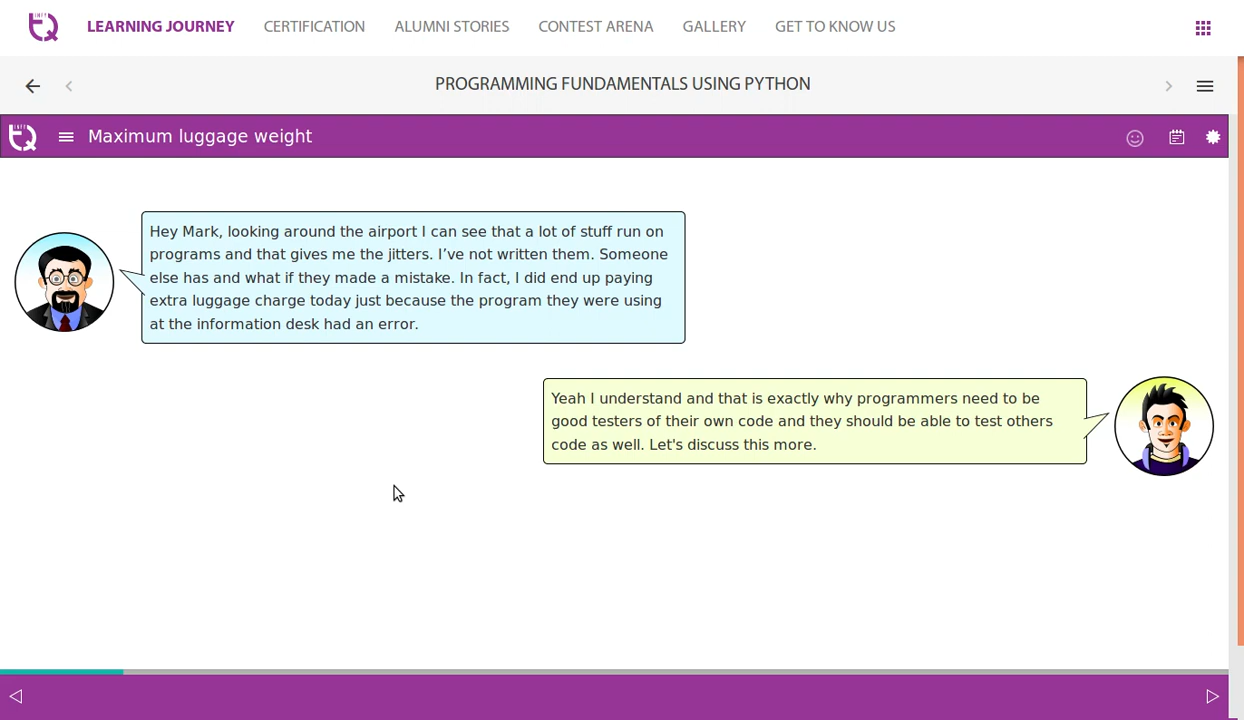 LEARNING JOURNEY CERTIFICATION ALUMNI STORIES CONTEST ARENA GALLERY GET TO KNOW US
PROGRAMMING FUNDAMENTALS USING PYTHON
Maximum luggage weight
Hey Mark, looking around the airport I can see that a lot of stuff run on
programs and that gives me the jitters. I’ve not written them. Someone
else has and what if they made a mistake. In fact, I did end up paying
extra luggage charge today just because the program they were using
at the information desk had an error.
Yeah I understand and that is exactly why programmers need to be
good testers of their own code and they should be able to test others
code as well. Let's discuss this more.